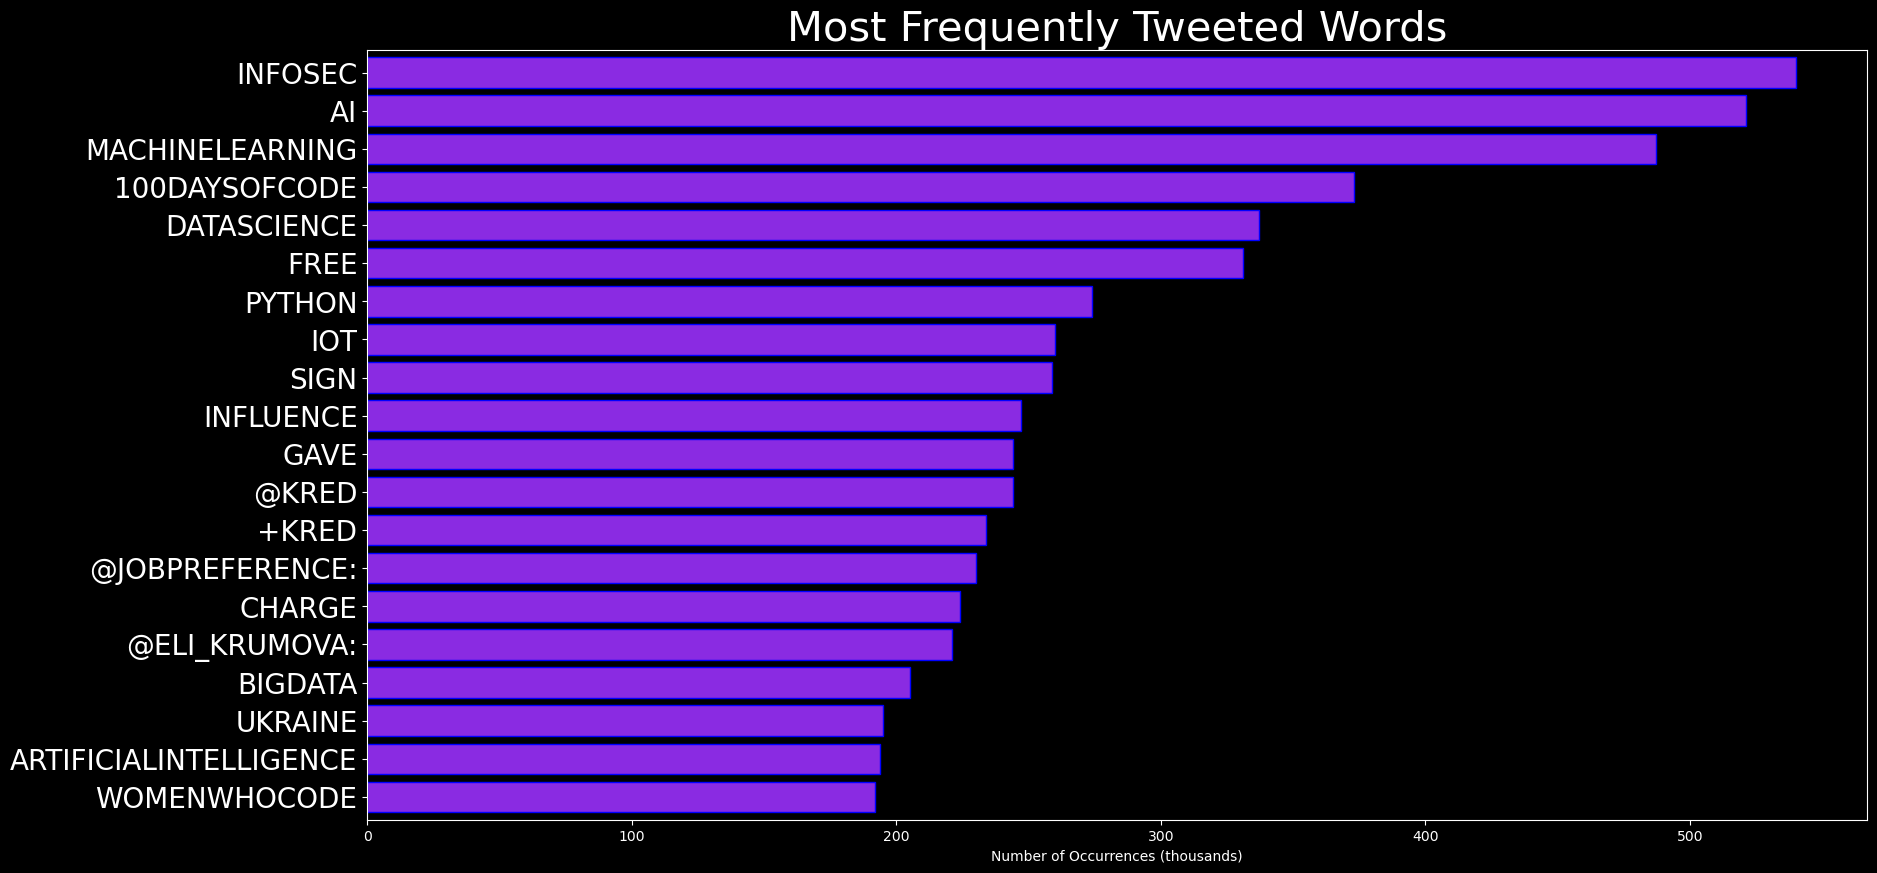 Most Frequently Tweeted Words
INFOSEC
AI
MACHINELEARNING
100DAYSOFCODE
DATASCIENCE
FREE
PYTHON
IOT
SIGN
INFLUENCE
GAVE
@KRED
+KRED
@JOBPREFERENCE:
CHARGE
@ELI_KRUMOVA:
BIGDATA
UKRAINE
ARTIFICIALINTELLIGENCE
WOMENWHOCODE
0 100 200 300 400 500
Number of Occurrences (thousands)